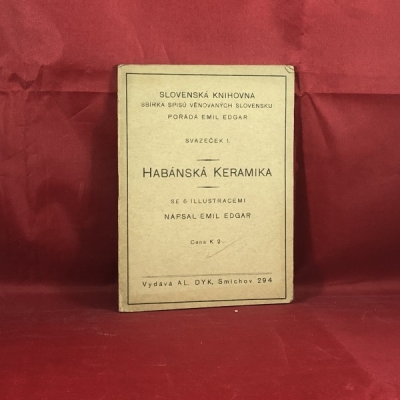 SLOVENSKÁ KNIHOVNA
SBÍRKA SPISŮ VĚNOVANÝCH SLOVENSKU
POŘÁDÁ EMIL EDGAR
SVAZEČEK I.
HABÁNSKÁ KERAMIKA
SE 6 ILLUSTRACEMI
NAPSAL EMIL EDGAR
Cena K 2.—
Vydává AL. DYK, Smíchov 294